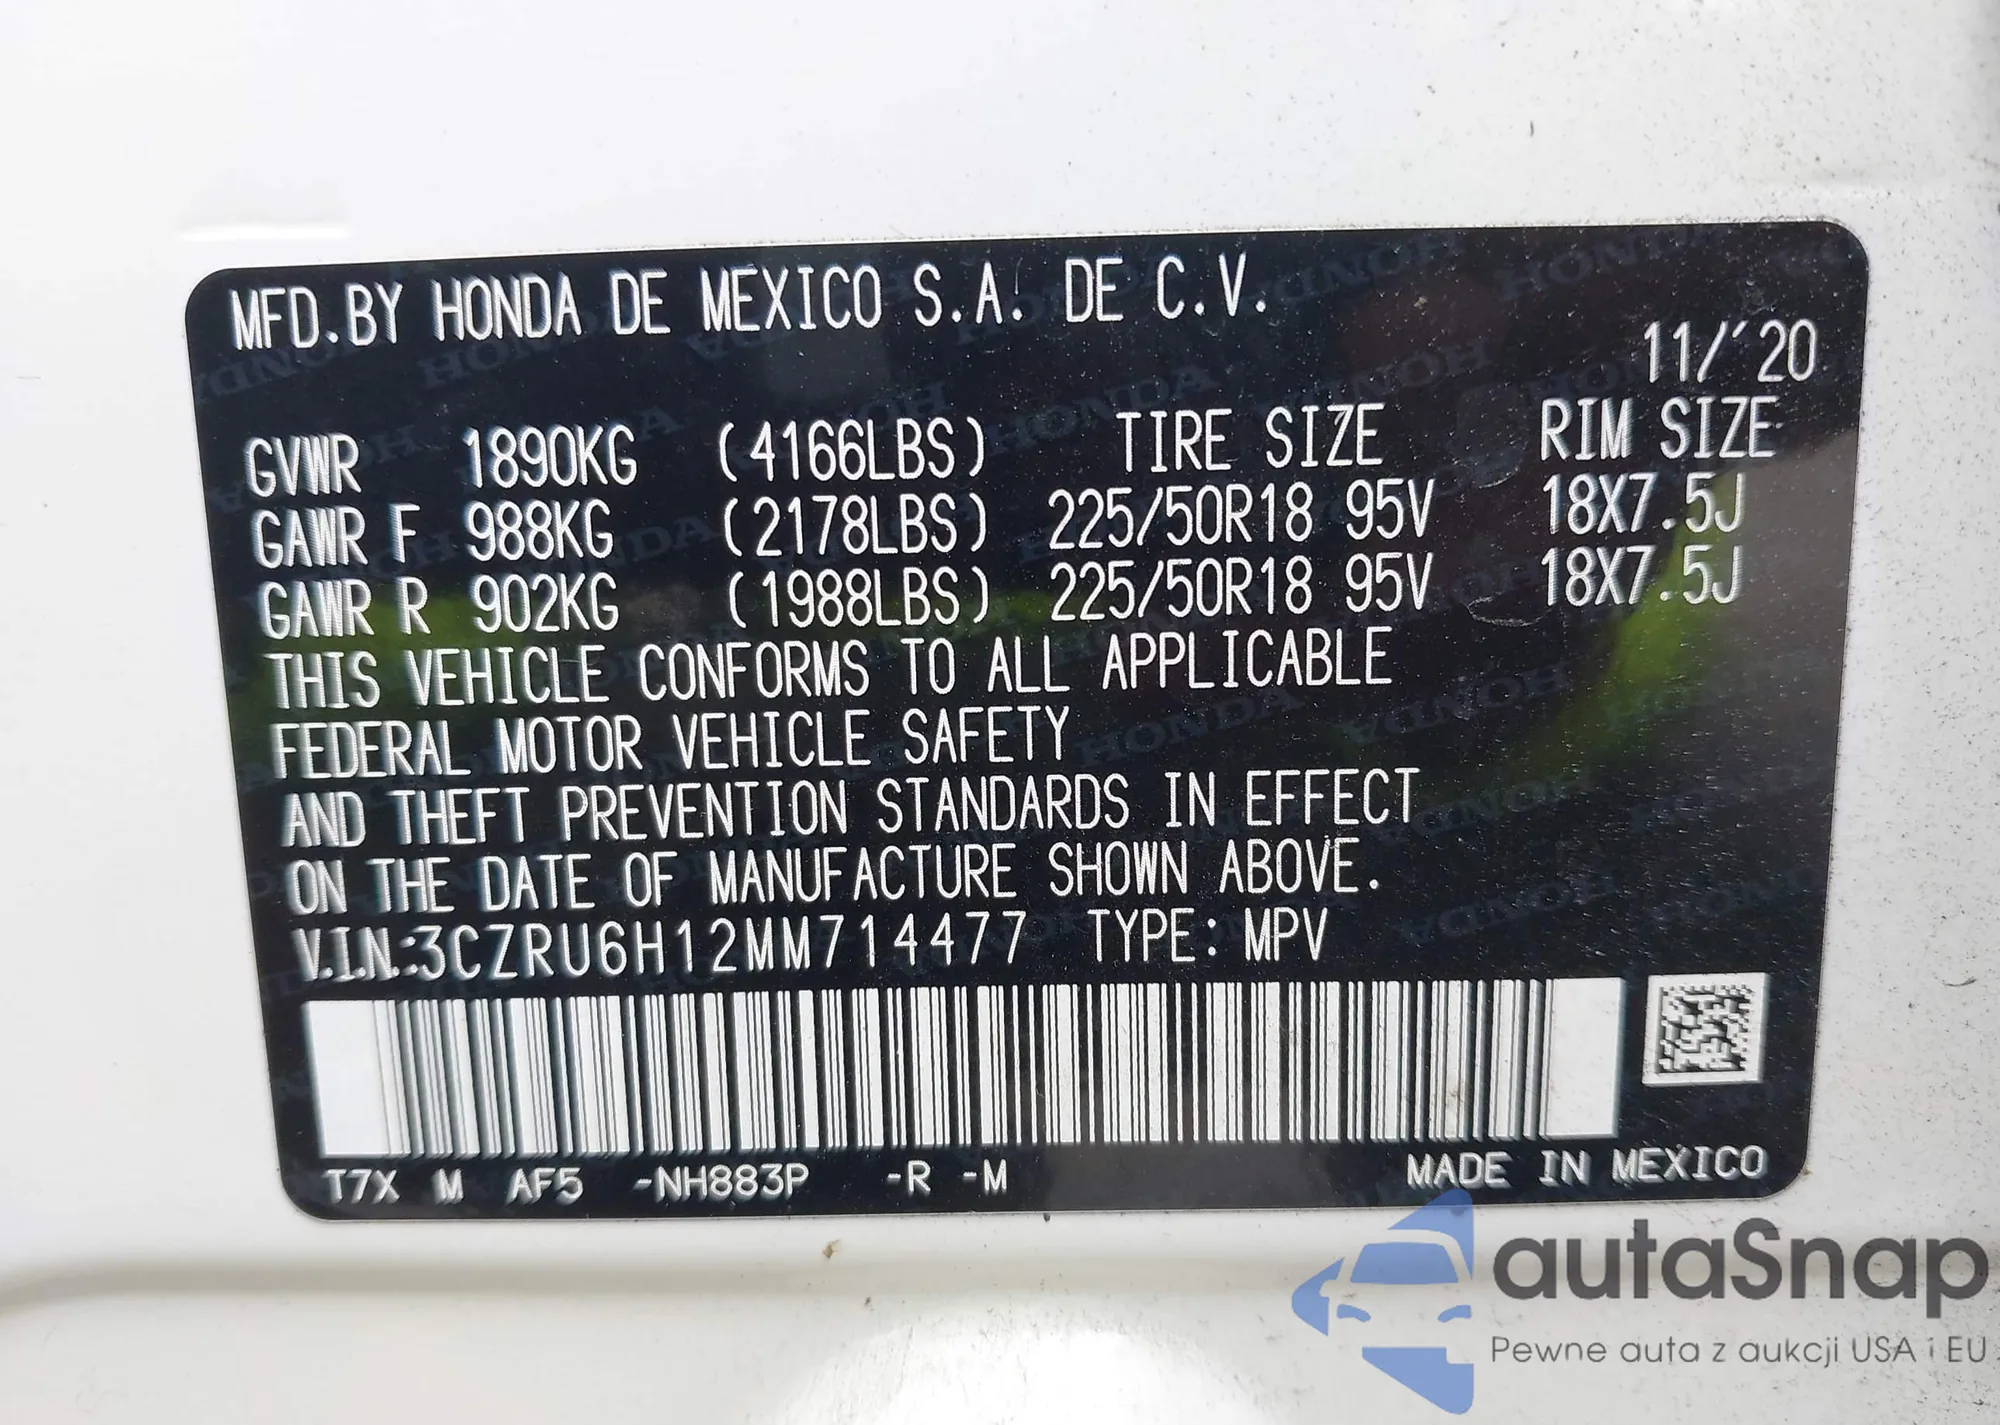 MFD.BY HONDA DE MEXICO S.A. DE C.V.
11/'20
GVWR 1890KG (4166LBS) TIRE SIZE RIM SIZE
GAWR F 988KG (2178LBS) 225/50R18 95V 18X7.5J
GAWR R 902KG (1988LBS) 225/50R18 95V 18X7.5J
THIS VEHICLE CONFORMS TO ALL APPLICABLE
FEDERAL MOTOR VEHICLE SAFETY
AND THEFT PREVENTION STANDARDS IN EFFECT
ON THE DATE OF MANUFACTURE SHOWN ABOVE.
V.I.N.:3CZRU6H12MM714477 TYPE:MPV
T7X M AF5 -NH883P -R -M MADE IN MEXICO
autaSnap
Pewne auta z aukcji USA i EU